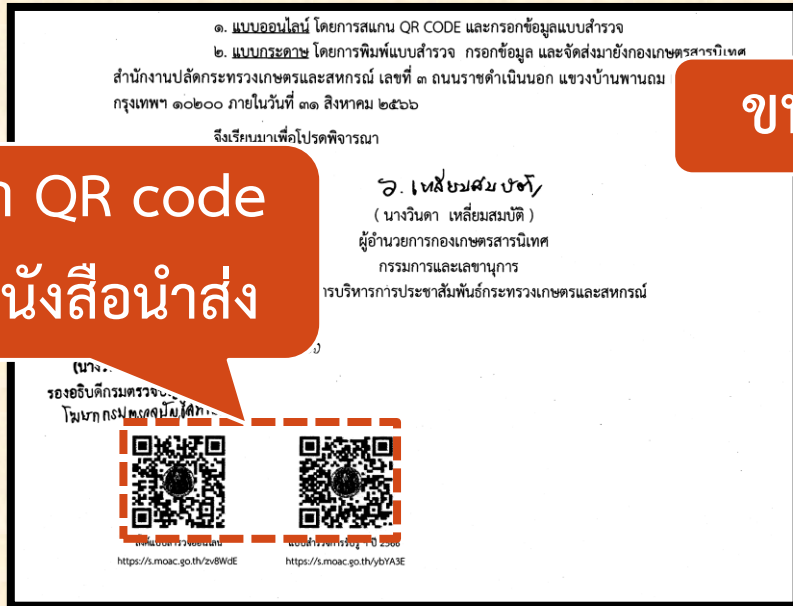 ๑. แบบออนไลน์ โดยการสแกน QR CODE และกรอกข้อมูลแบบสำรวจ
๒. แบบกระดาษ โดยการพิมพ์แบบสำรวจ กรอกข้อมูล และจัดส่งมายังกองเกษตรสารนิเทศ
สำนักงานปลัดกระทรวงเกษตรและสหกรณ์ เลขที่ ๓ ถนนราชดำเนินนอก แขวงบ้านพานถม
กรุงเทพฯ ๑๐๒๐๐ ภายในวันที่ ๓๑ สิงหาคม ๒๕๖๖
จึงเรียนมาเพื่อโปรดพิจารณา
QR code
นังสือนำส่ง
ว. เหลี่ยมสมบัติ
( นางวินดา เหลี่ยมสมบัติ )
ผู้อำนวยการกองเกษตรสารนิเทศ
กรรมการและเลขานุการ
ารบริหารการประชาสัมพันธ์กระทรวงเกษตรและสหกรณ์
(นาง
รองอธิบดีกรมตรวจ
https://s.moac.go.th/zv8WdE
https://s.moac.go.th/ybYA3E